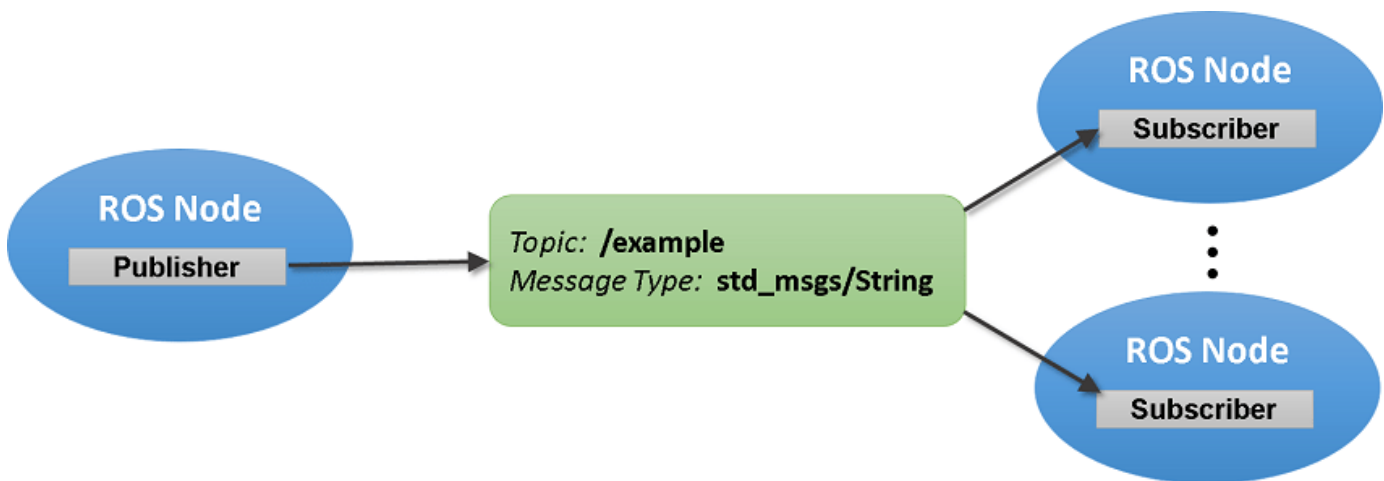 ROS Node
Publisher
Topic: /example
Message Type: std_msgs/String
ROS Node
Subscriber
ROS Node
Subscriber